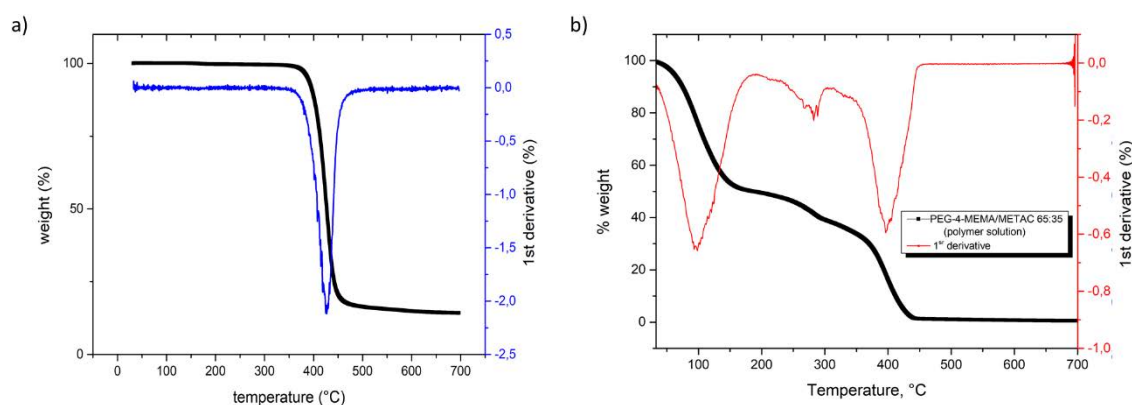 a)
0,5
0,0
-0,5
-1,0
-1,5
-2,0
-2,5
100
50
0
weight (%)
1st derivative (%)
0 100 200 300 400 500 600 700
temperature (°C)
b)
100
80
60
40
20
0
% weight
0,0
-0,2
-0,4
-0,6
-0,8
-1,0
1st derivative (%)
PEG-4-MEMA/METAC 65:35
(polymer solution)
1st derivative
100 200 300 400 500 600 700
Temperature, °C